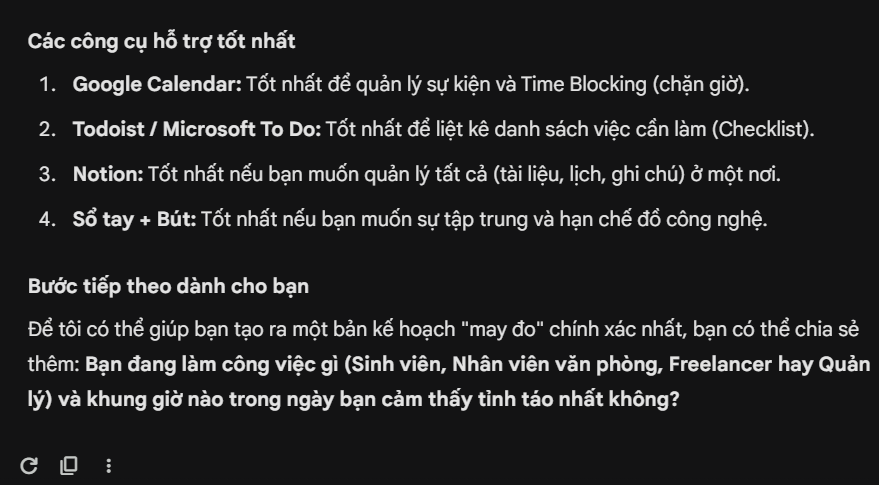 Các công cụ hỗ trợ tốt nhất
1. Google Calendar: Tốt nhất để quản lý sự kiện và Time Blocking (chặn giờ).
2. Todoist / Microsoft To Do: Tốt nhất để liệt kê danh sách việc cần làm (Checklist).
3. Notion: Tốt nhất nếu bạn muốn quản lý tất cả (tài liệu, lịch, ghi chú) ở một nơi.
4. Sổ tay + Bút: Tốt nhất nếu bạn muốn sự tập trung và hạn chế đồ công nghệ.
Bước tiếp theo dành cho bạn
Để tôi có thể giúp bạn tạo ra một bản kế hoạch "may đo" chính xác nhất, bạn có thể chia sẻ
thêm: Bạn đang làm công việc gì (Sinh viên, Nhân viên văn phòng, Freelancer hay Quản
lý) và khung giờ nào trong ngày bạn cảm thấy tỉnh táo nhất không?